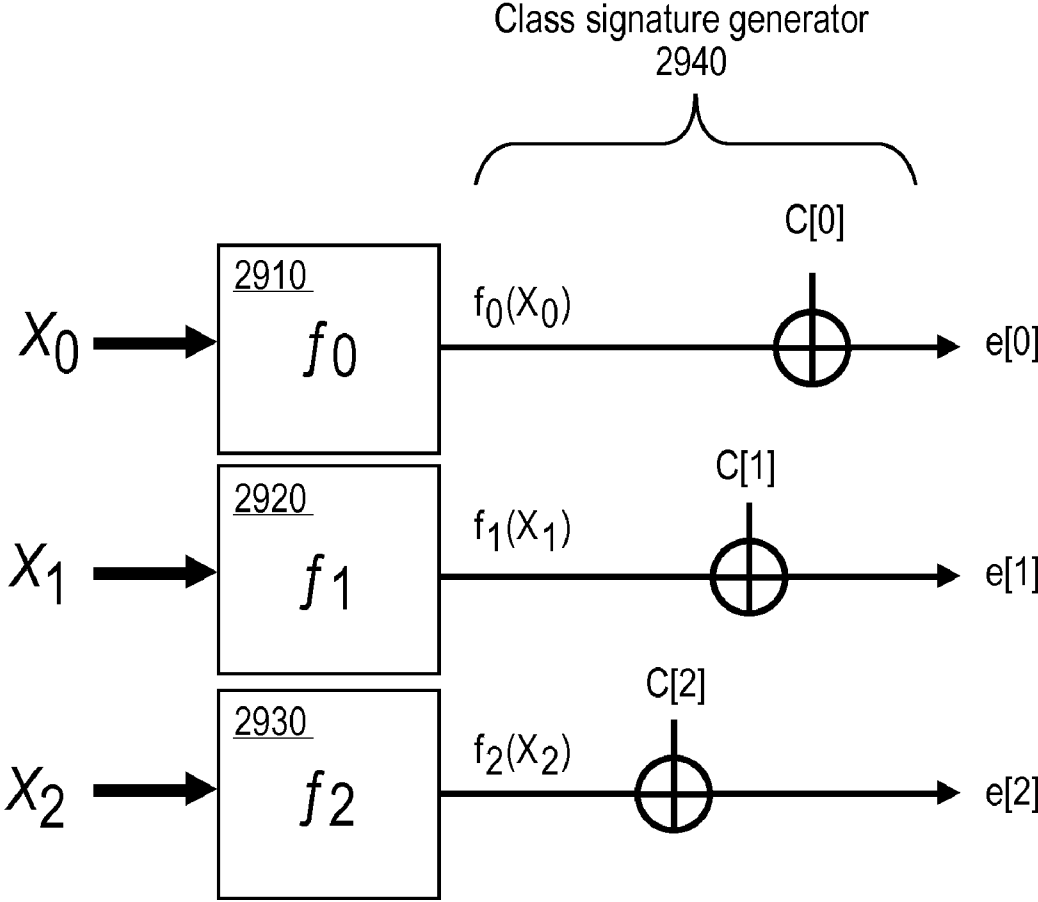 Class signature generator
2940
C[0]
2910
X0
f0
f0(X0)
e[0]
C[1]
2920
X1
f1
f1(X1)
e[1]
C[2]
2930
X2
f2
f2(X2)
e[2]